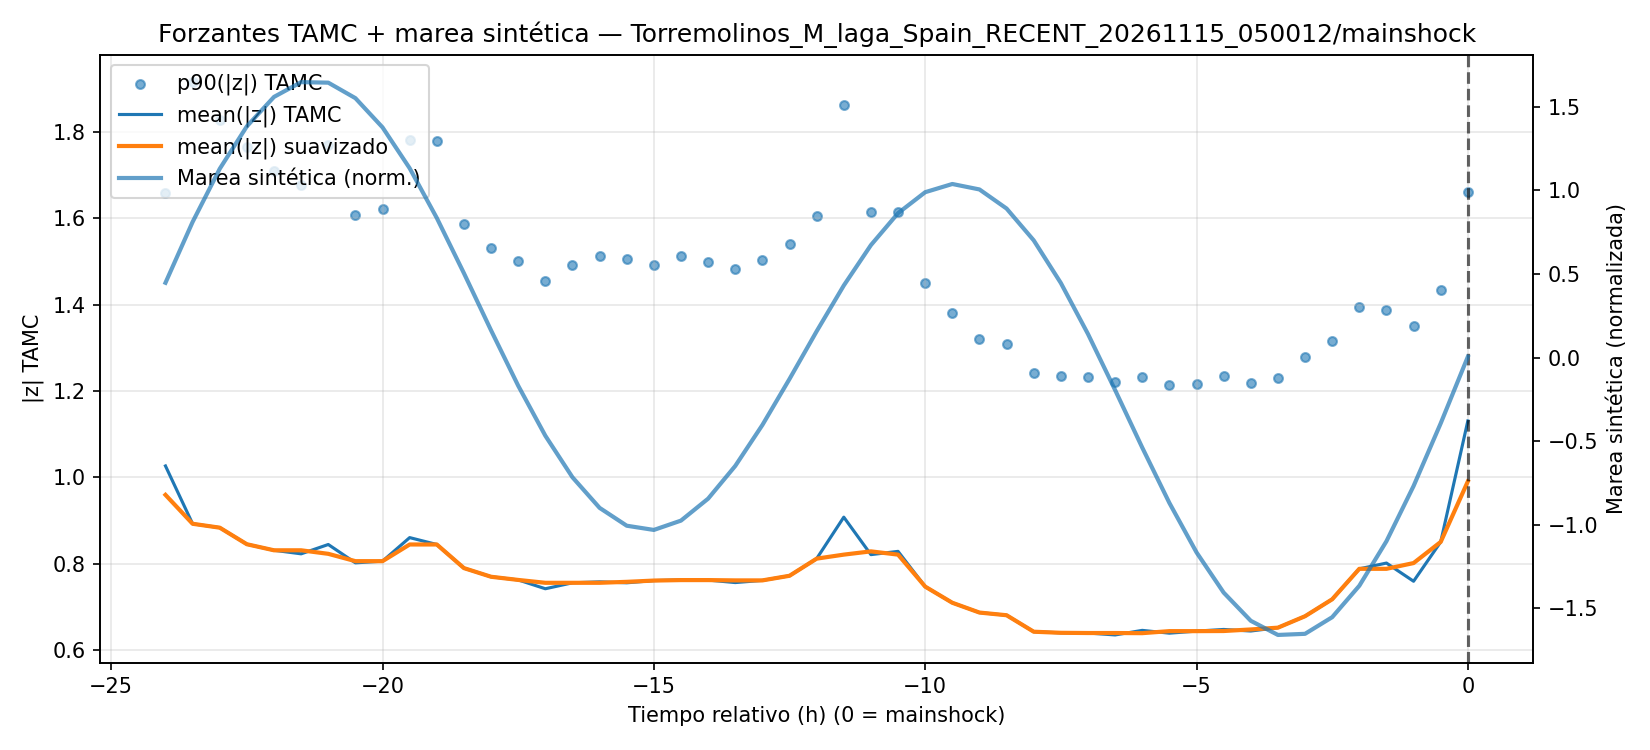 Forzantes TAMC + marea sintética — Torremolinos_M_laga_Spain_RECENT_20261115_050012/mainshock
p90(|z|) TAMC
mean(|z|) TAMC
mean(|z|) suavizado
Marea sintética (norm.)
|z| TAMC
1.8
1.6
1.4
1.2
1.0
0.8
0.6
Marea sintética (normalizada)
1.5
1.0
0.5
0.0
−0.5
−1.0
−1.5
−25
−20
−15
−10
−5
0
Tiempo relativo (h) (0 = mainshock)